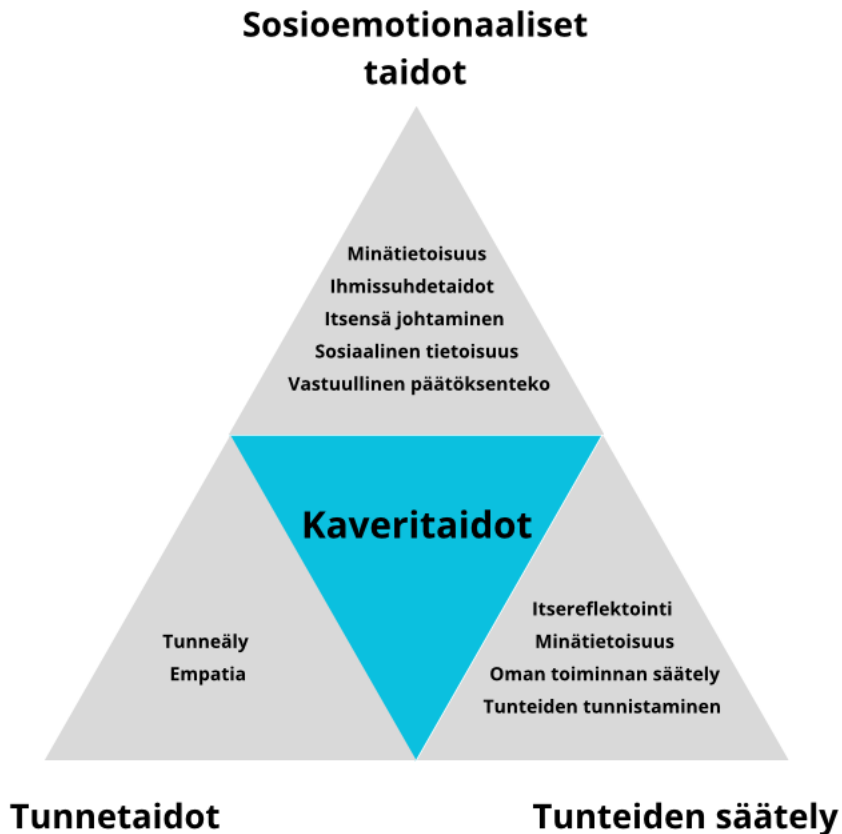 Sosioemotionaaliset
taidot
Minätietoisuus
Ihmissuhdetaidot
Itsensä johtaminen
Sosiaalinen tietoisuus
Vastuullinen päätöksenteko
Kaveritaidot
Tunneäly
Empatia
Itsereflektointi
Minätietoisuus
Oman toiminnan säätely
Tunteiden tunnistaminen
Tunnetaidot
Tunteiden säätely